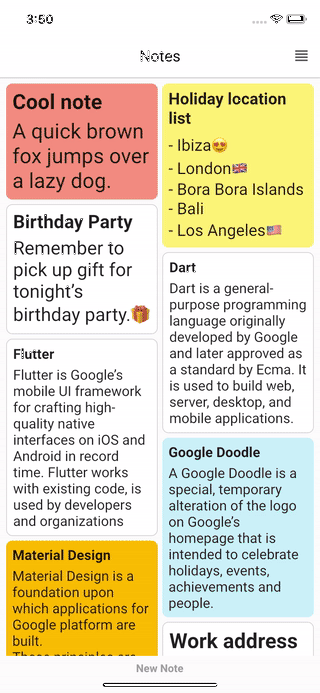 3:50
Notes
Cool note
A quick brown
fox jumps over
a lazy dog.
Birthday Party
Remember to
pick up gift for
tonight's
birthday party.🎁
Flutter
Flutter is Google's
mobile UI framework
for crafting high-
quality native
interfaces on iOS and
Android in record
time. Flutter works
with existing code, is
used by developers
and organizations
Material Design
Material Design is a
foundation upon
which applications for
Google platform are
built.
These principles are
Holiday location
list
- Ibiza😍
- London🇬🇧
- Bora Bora Islands
- Bali
- Los Angeles🇺🇸
Dart
Dart is a general-
purpose programming
language originally
developed by Google
and later approved as
a standard by Ecma. It
is used to build web,
server, desktop, and
mobile applications.
Google Doodle
A Google Doodle is a
special, temporary
alteration of the logo
on Google's
homepage that is
intended to celebrate
holidays, events,
achievements and
people.
Work address
New Note